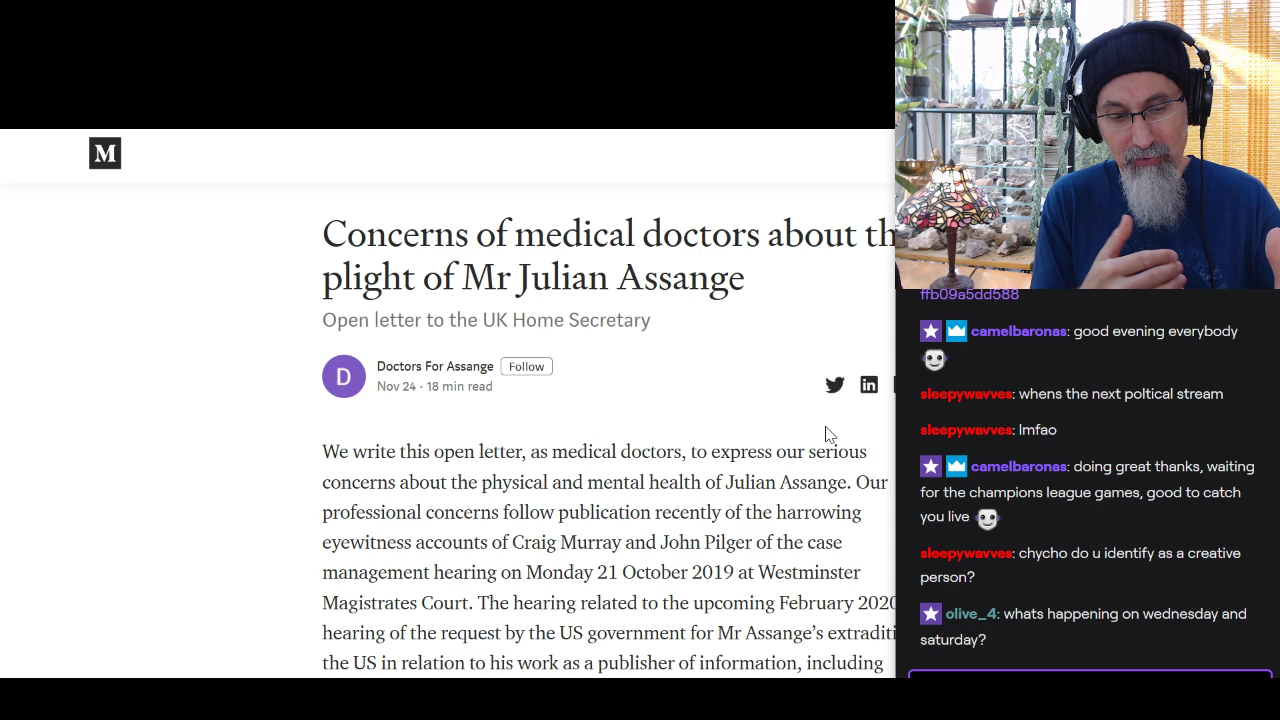 M
Concerns of medical doctors about th
plight of Mr Julian Assange
Open letter to the UK Home Secretary
D
Doctors For Assange Follow
Nov 24 · 18 min read
in
We write this open letter, as medical doctors, to express our serious
concerns about the physical and mental health of Julian Assange. Our
professional concerns follow publication recently of the harrowing
eyewitness accounts of Craig Murray and John Pilger of the case
management hearing on Monday 21 October 2019 at Westminster
Magistrates Court. The hearing related to the upcoming February 2020
hearing of the request by the US government for Mr Assange’s extraditi
the US in relation to his work as a publisher of information, including
ffb09a5dd588
camelbaronas: good evening everybody
sleepywavves: whens the next poltical stream
sleepywavves: lmfao
camelbaronas: doing great thanks, waiting
for the champions league games, good to catch
you live
sleepywavves: chycho do u identify as a creative
person?
olive_4: whats happening on wednesday and
saturday?